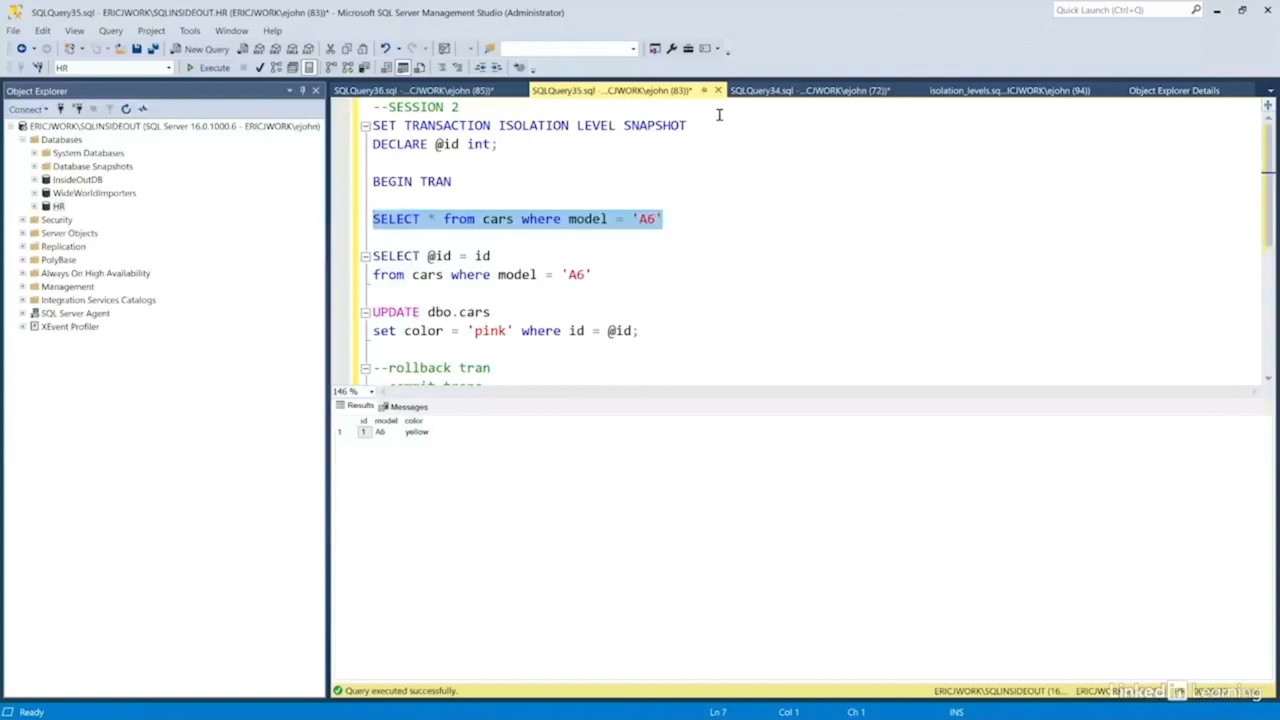 SQLQuery35.sql - ERICJWORK\SQLINSIDEOUT.HR (ERICJWORK\ejohn (83))* - Microsoft SQL Server Management Studio (Administrator)
Quick Launch (Ctrl+Q)
File Edit View Query Project Tools Window Help
New Query
HR
Execute
Object Explorer
SQLQuery36.sql -...CJWORK\ejohn (85))*
SQLQuery35.sql -...CJWORK\ejohn (83))*
SQLQuery34.sql -...CJWORK\ejohn (72))*
isolation_levels.sq...ICJWORK\ejohn (94))
Object Explorer Details
Connect
ERICJWORK\SQLINSIDEOUT (SQL Server 16.0.1000.6 - ERICJWORK\ejohn)
Databases
System Databases
Database Snapshots
InsideOutDB
WideWorldImporters
HR
Security
Server Objects
Replication
PolyBase
Always On High Availability
Management
Integration Services Catalogs
SQL Server Agent
XEvent Profiler
--SESSION 2
SET TRANSACTION ISOLATION LEVEL SNAPSHOT
DECLARE @id int;
BEGIN TRAN
SELECT * from cars where model = 'A6'
SELECT @id = id
from cars where model = 'A6'
UPDATE dbo.cars
set color = 'pink' where id = @id;
--rollback tran
146 %
Results Messages
id model color
1 1 A6 yellow
Query executed successfully.
ERICJWORK\SQLINSIDEOUT (16...
Linked in Learning
Ready
Ln 7 Col 1 Ch 1 INS